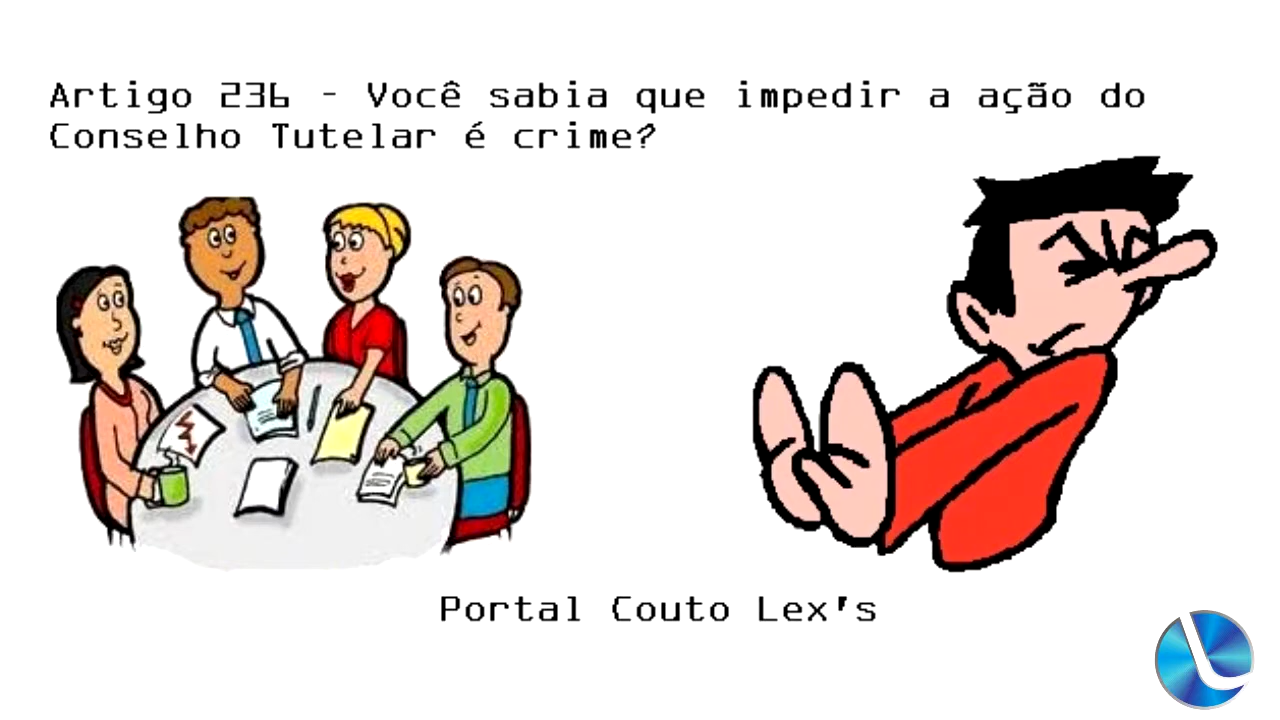 Artigo 236 - Você sabia que impedir a ação do
Conselho Tutelar é crime?
Portal Couto Lex's